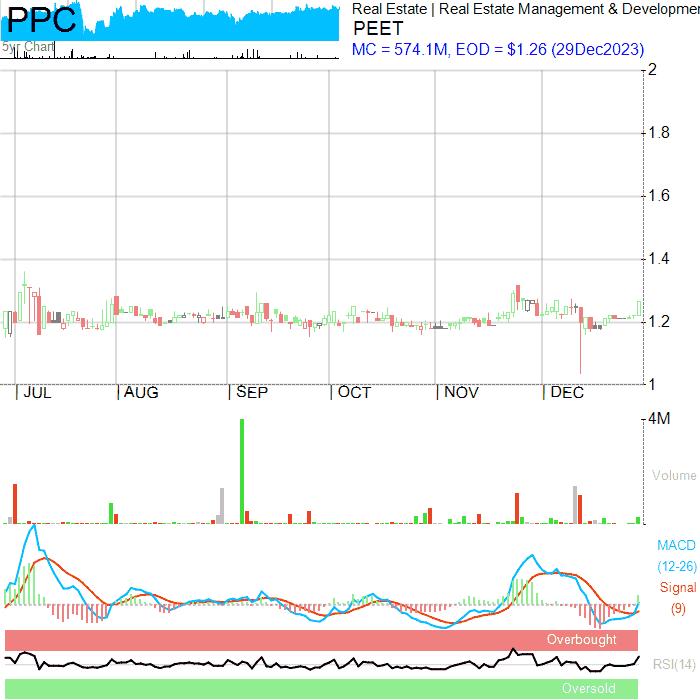 PPC
5yr Chart
Real Estate | Real Estate Management & Developmen
PEET
MC = 574.1M, EOD = $1.26 (29Dec2023)
2
1.8
1.6
1.4
1.2
1
| JUL | AUG | SEP | OCT | NOV | DEC
4M
Volume
MACD
(12-26)
Signal
(9)
Overbought
RSI(14)
Oversold